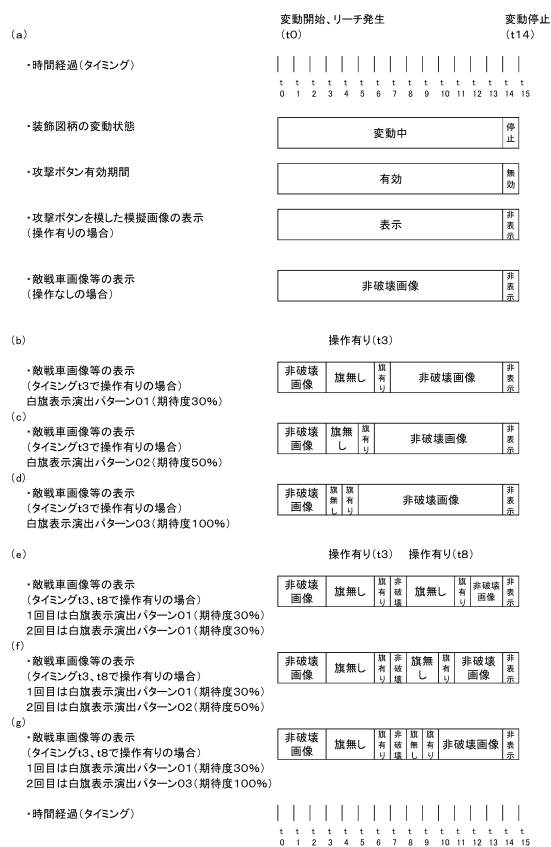 変動開始、リーチ発生 変動停止
(a) (t0) (t14)
・時間経過(タイミング)
t t t t t t t t t t t t t t t t
0 1 2 3 4 5 6 7 8 9 10 11 12 13 14 15
・装飾図柄の変動状態 変動中 停止
・攻撃ボタン有効期間 有効 無効
・攻撃ボタンを模した模擬画像の表示
(操作有りの場合) 表示 非表示
・敵戦車画像等の表示
(操作なしの場合) 非破壊画像 非表示
(b) 操作有り(t3)
・敵戦車画像等の表示
(タイミングt3で操作有りの場合)
白旗表示演出パターン01(期待度30%)
非破壊画像 旗無し 旗有り 非破壊画像 非表示
(c)
・敵戦車画像等の表示
(タイミングt3で操作有りの場合)
白旗表示演出パターン02(期待度50%)
非破壊画像 旗無し 旗有り 非破壊画像 非表示
(d)
・敵戦車画像等の表示
(タイミングt3で操作有りの場合)
白旗表示演出パターン03(期待度100%)
非破壊画像 旗無し 旗有り 非破壊画像 非表示
(e) 操作有り(t3) 操作有り(t8)
・敵戦車画像等の表示
(タイミングt3、t8で操作有りの場合)
1回目は白旗表示演出パターン01(期待度30%)
2回目は白旗表示演出パターン01(期待度30%)
非破壊画像 旗無し 旗有り 非破壊 旗無し 旗有り 非破壊画像 非表示
(f)
・敵戦車画像等の表示
(タイミングt3、t8で操作有りの場合)
1回目は白旗表示演出パターン01(期待度30%)
2回目は白旗表示演出パターン02(期待度50%)
非破壊画像 旗無し 旗有り 非破壊 旗無し 旗有り 非破壊画像 非表示
(g)
・敵戦車画像等の表示
(タイミングt3、t8で操作有りの場合)
1回目は白旗表示演出パターン01(期待度30%)
2回目は白旗表示演出パターン03(期待度100%)
非破壊画像 旗無し 旗有り 非破壊 旗無し 旗有り 非破壊画像 非表示
・時間経過(タイミング)
t t t t t t t t t t t t t t t t
0 1 2 3 4 5 6 7 8 9 10 11 12 13 14 15